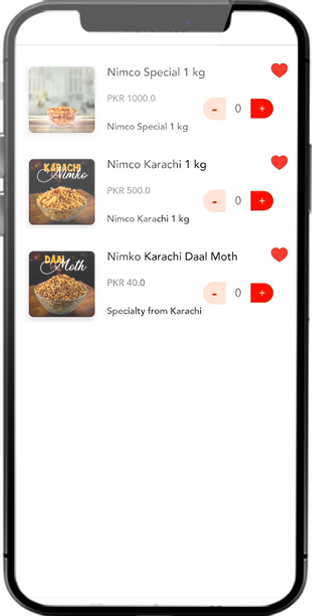 Nimco Special 1 kg
PKR 1000.0
- 0 +
Nimco Special 1 kg
KARACHI
Nimko
Nimco Karachi 1 kg
PKR 500.0
- 0 +
Nimco Karachi 1 kg
DAAL
Moth
Nimko Karachi Daal Moth
PKR 40.0
- 0 +
Specialty from Karachi